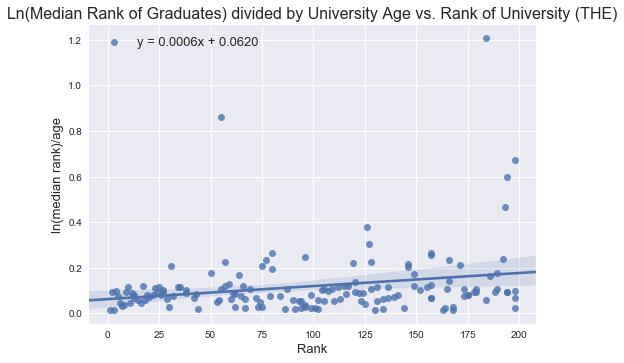 Ln(Median Rank of Graduates) divided by University Age vs. Rank of University (THE)
y = 0.0006x + 0.0620
1.2
1.0
0.8
0.6
0.4
0.2
0.0
ln(median rank)/age
0 25 50 75 100 125 150 175 200
Rank